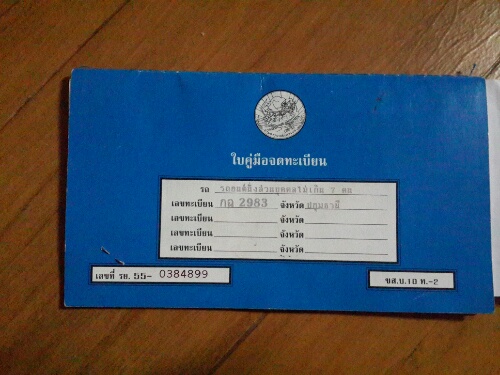 ใบคู่มือจดทะเบียน
รถ รถยนต์นั่งส่วนบุคคลไม่เกิน 7 คน
เลขทะเบียน กฉ 2983 จังหวัด ปทุมธานี
เลขทะเบียน จังหวัด
เลขทะเบียน จังหวัด
เลขทะเบียน จังหวัด
เลขที่ รย. 55- 0384899
ขส.บ.10 ท.-2